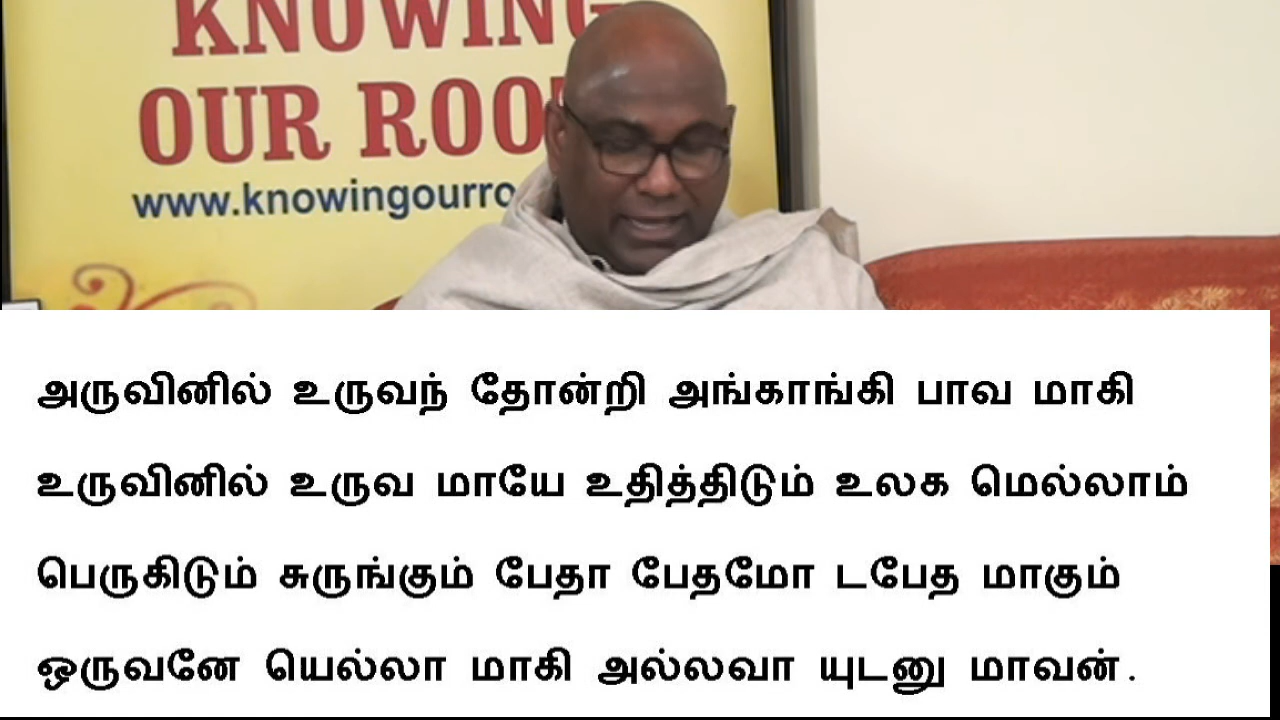 KNOWING
OUR ROO
www.knowingourro
அருவினில் உருவந் தோன்றி அங்காங்கி பாவ மாகி
உருவினில் உருவ மாயே உதித்திடும் உலக மெல்லாம்
பெருகிடும் சுருங்கும் பேதா பேதமோ டபேத மாகும்
ஒருவனே யெல்லா மாகி அல்லவா யுடனு மாவன்.